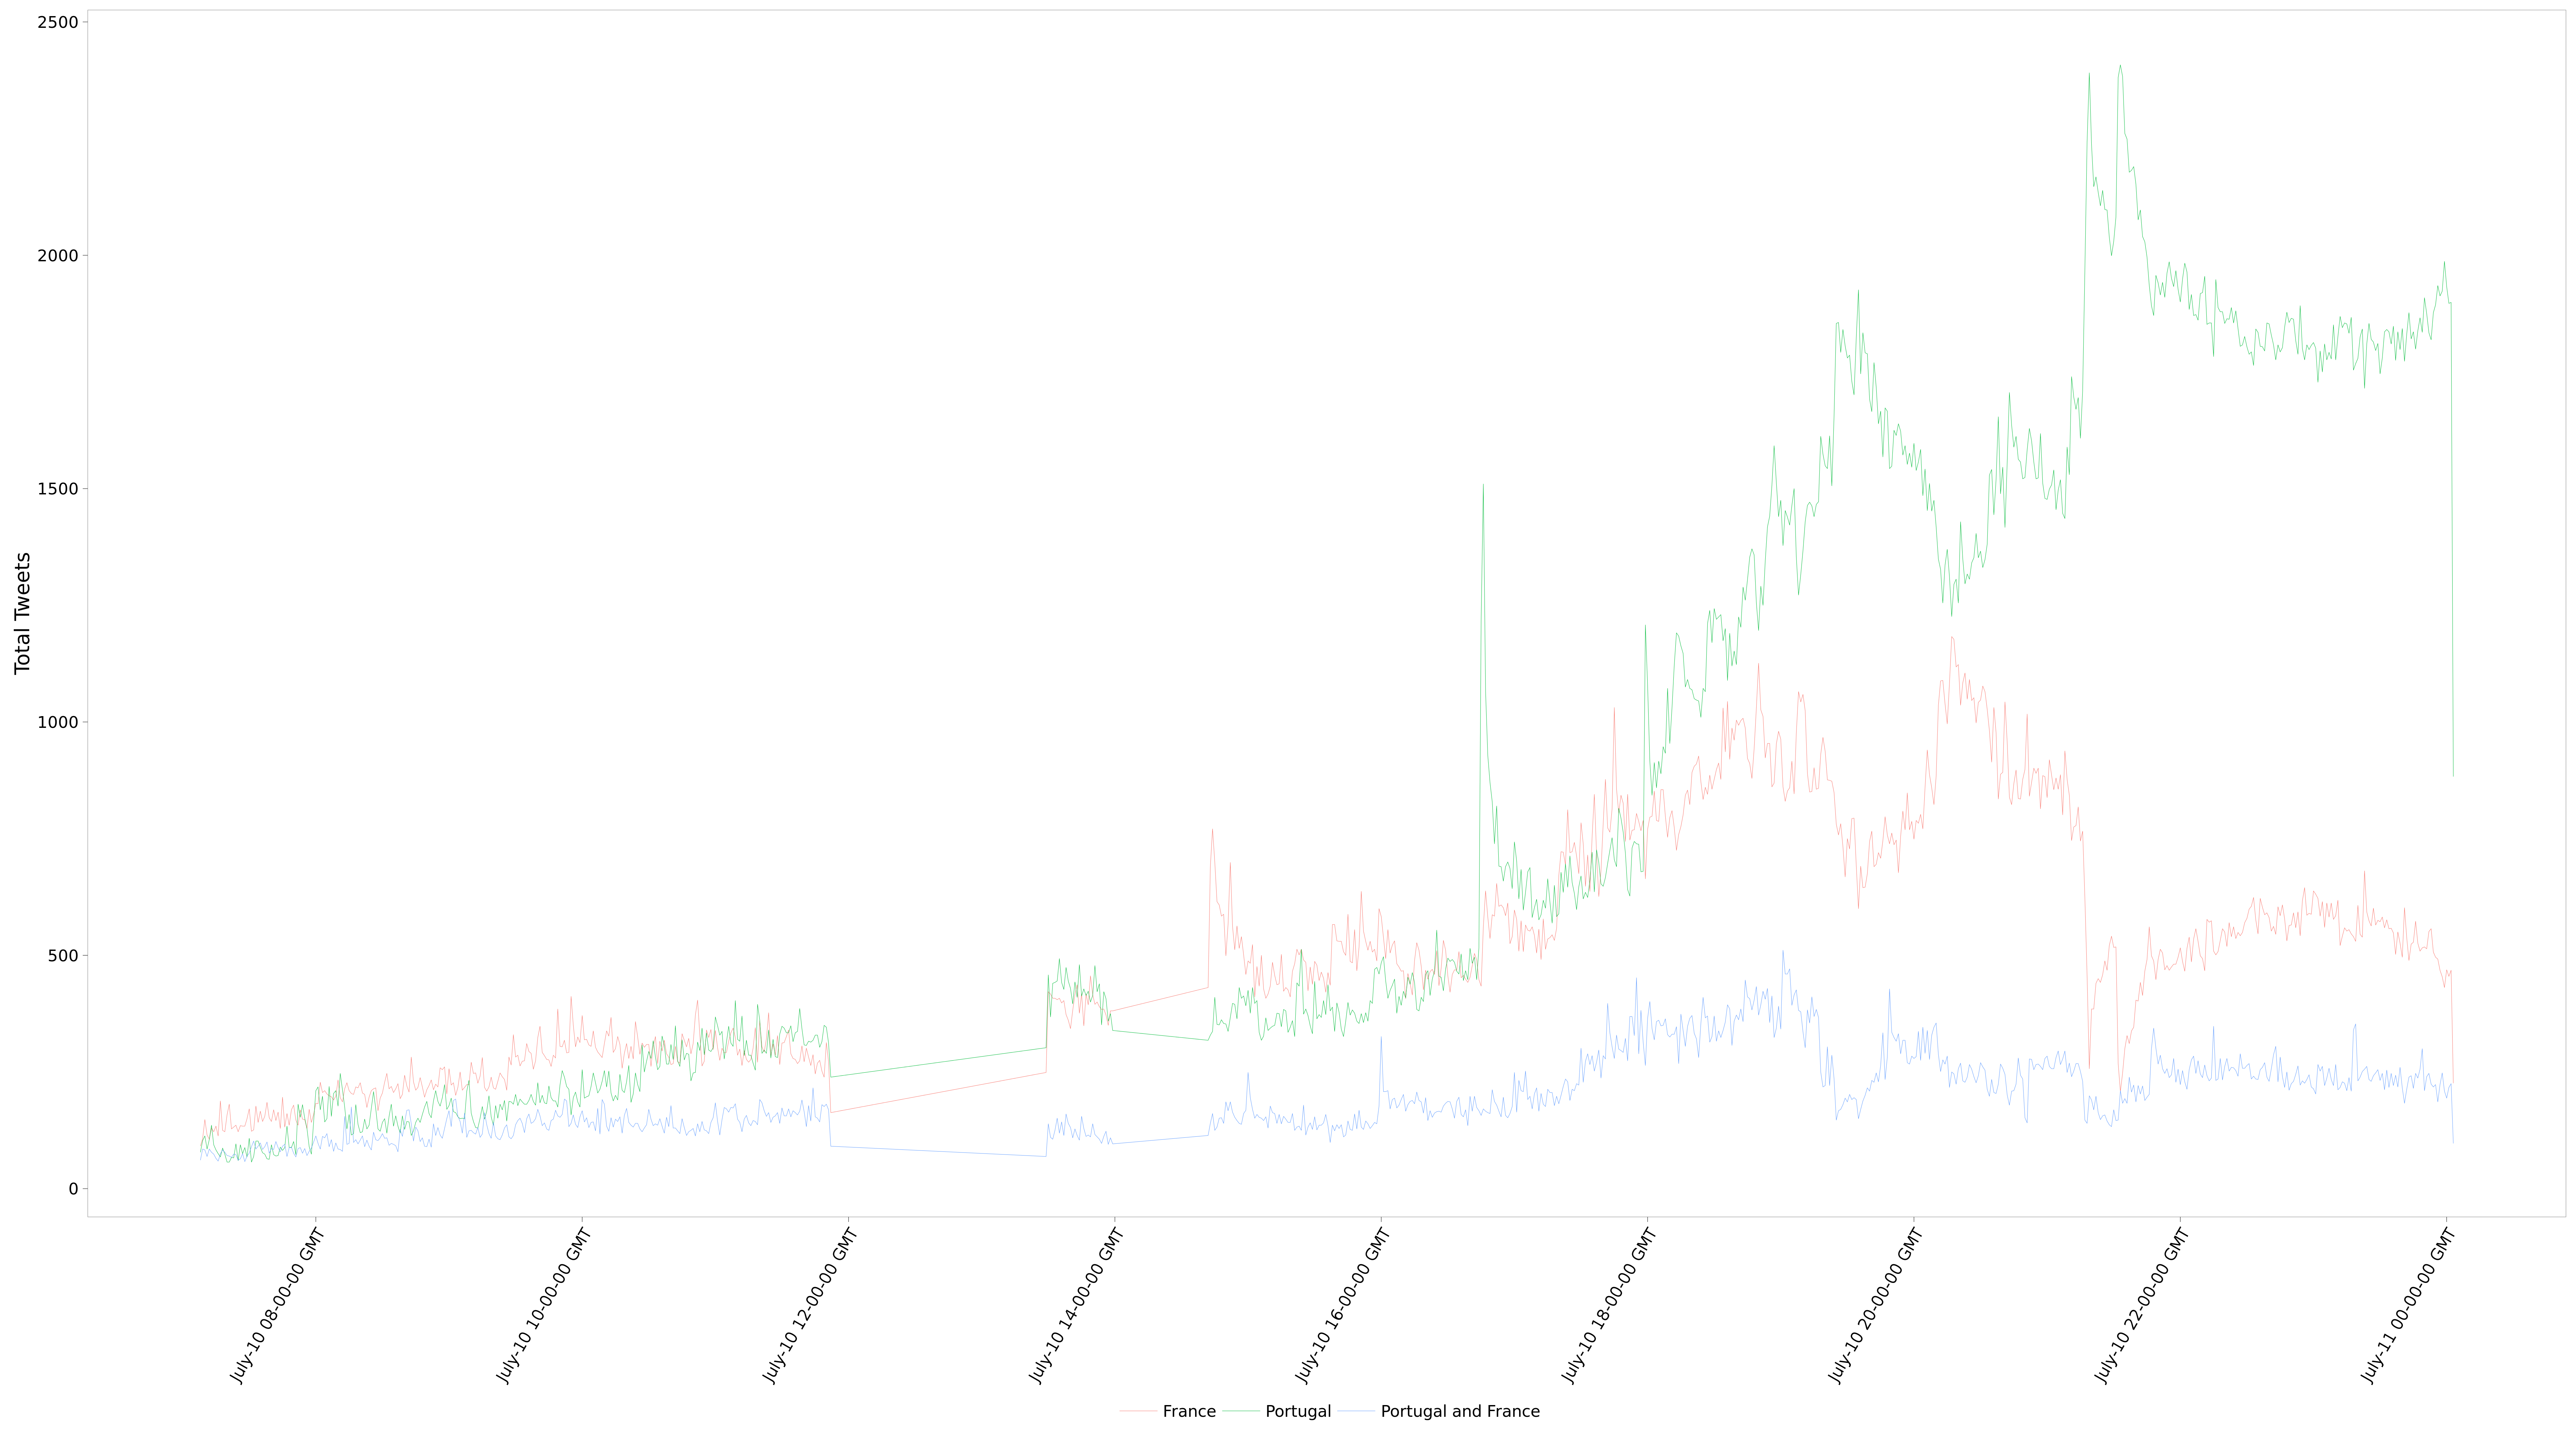 2500
2000
1500
1000
500
0
Total Tweets
July-10 08-00-00 GMT
July-10 10-00-00 GMT
July-10 12-00-00 GMT
July-10 14-00-00 GMT
July-10 16-00-00 GMT
July-10 18-00-00 GMT
July-10 20-00-00 GMT
July-10 22-00-00 GMT
July-11 00-00-00 GMT
France Portugal Portugal and France